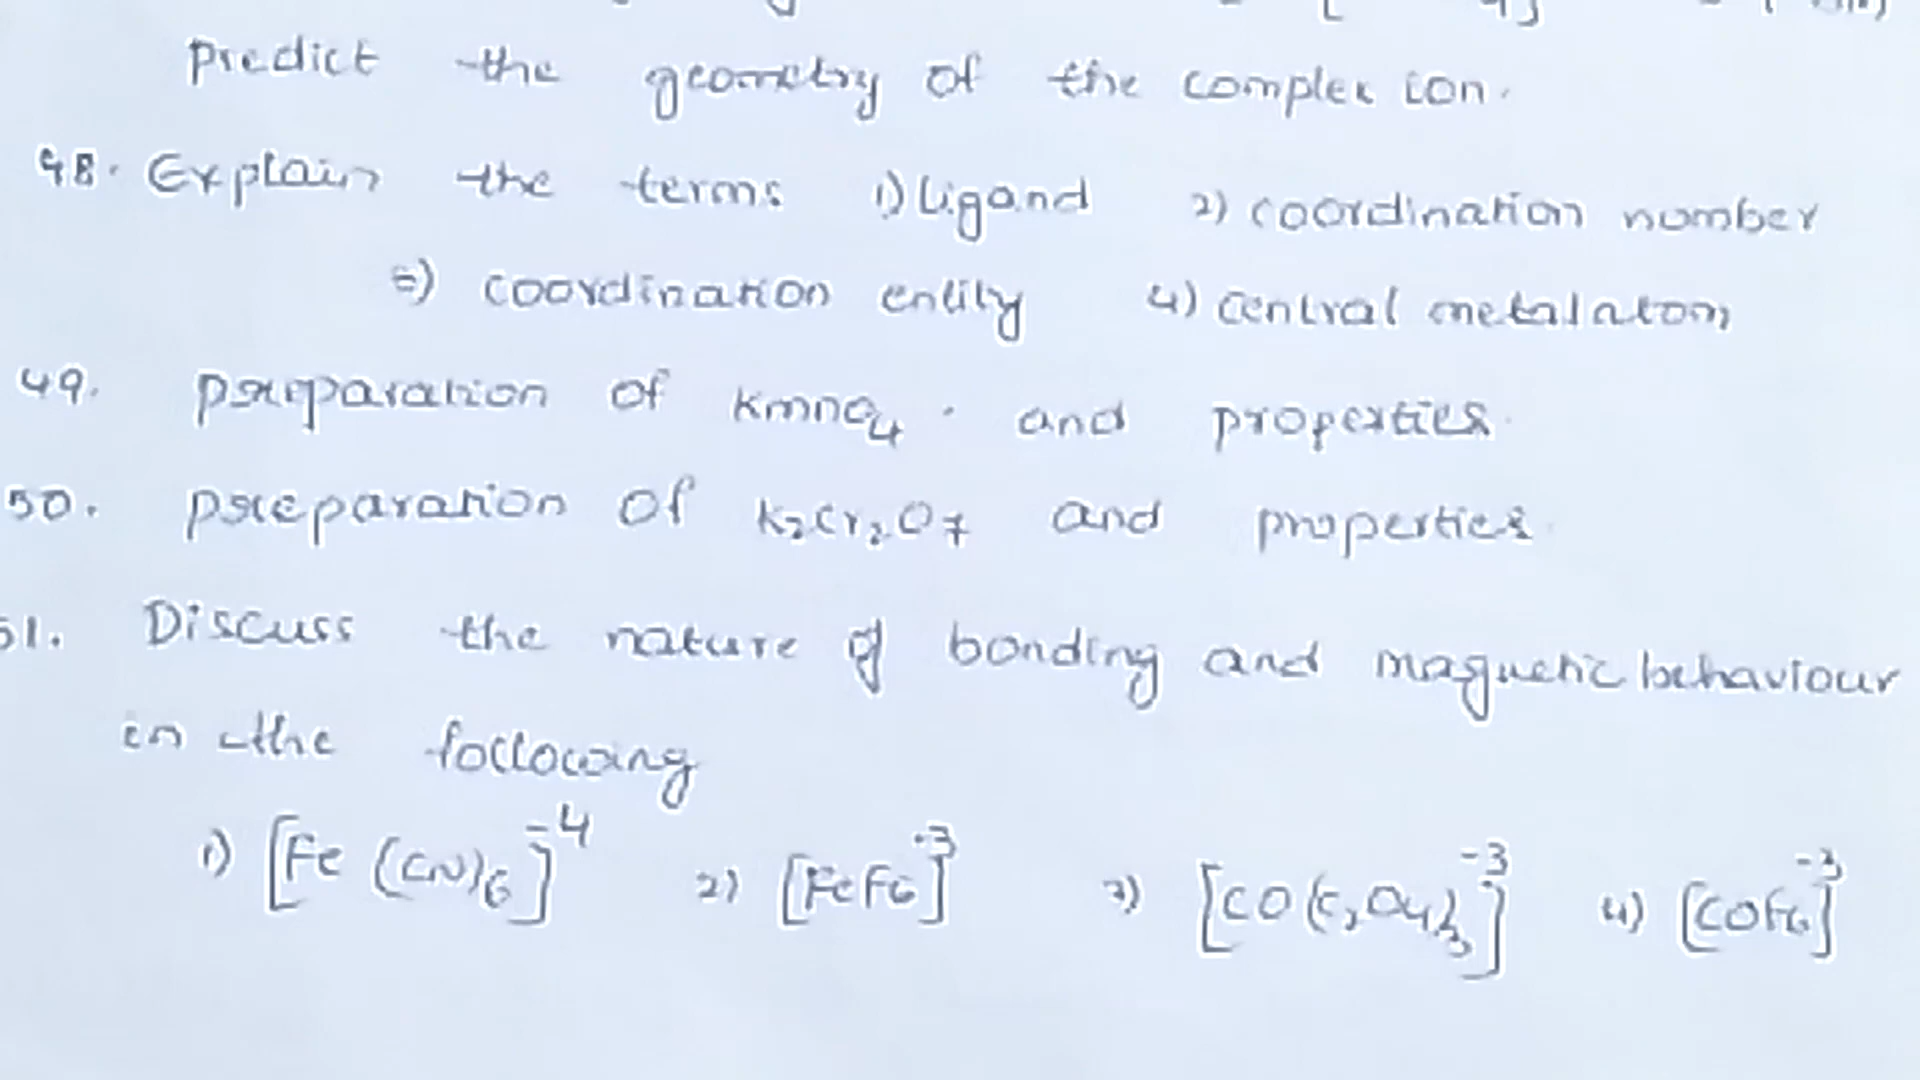 predict the geometry of the complex ion.
48. Explain the terms 1) Ligand 2) coordination number
3) coordination entity 4) central metal atom
49. preparation of KMnO4 . and properties.
50. preparation of K2Cr2O7 and properties.
51. Discuss the nature of bonding and magnetic behaviour
in the following
1) [Fe (CN)6]-4 2) [FeF6]-3 3) [CO(C2O4)3]-3 4) [COF6]-3